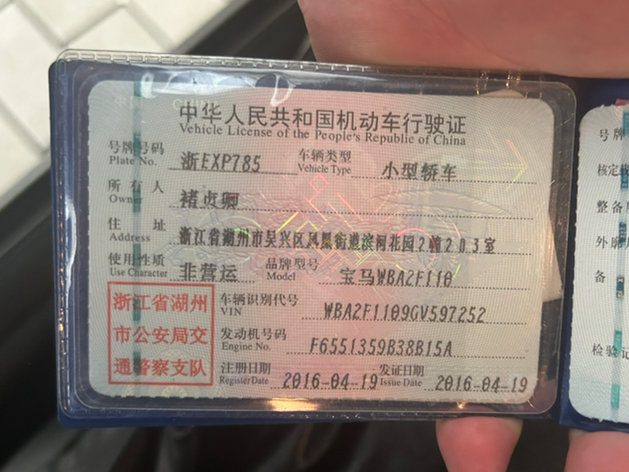 中华人民共和国机动车行驶证
Vehicle License of the People's Republic of China
号牌号码 浙EXP785 车辆类型 小型轿车
Plate No. Vehicle Type
所有人 褚贞卿
Owner
住址 浙江省湖州市吴兴区凤凰街道滨河花园2幢203室
Address
使用性质 非营运 品牌型号 宝马WBA2F110
Use Character Model
浙江省湖州
市公安局交
通警察支队
车辆识别代号 WBA2F1109GV597252
VIN
发动机号码 F6551359B38B15A
Engine No.
注册日期 2016-04-19 发证日期 2016-04-19
Register Date Issue Date
号牌
核定
整备
外廓
备
检验记